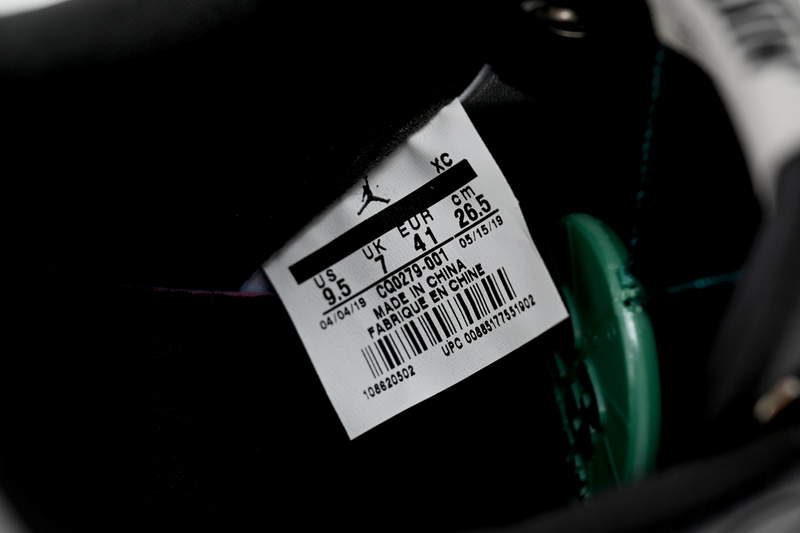 XC
US UK EUR cm
9.5 7 41 26.5
04/04/19 CQ0279-001 05/15/19
MADE IN CHINA
FABRIQUE EN CHINE
108620502 UPC 00885177551902